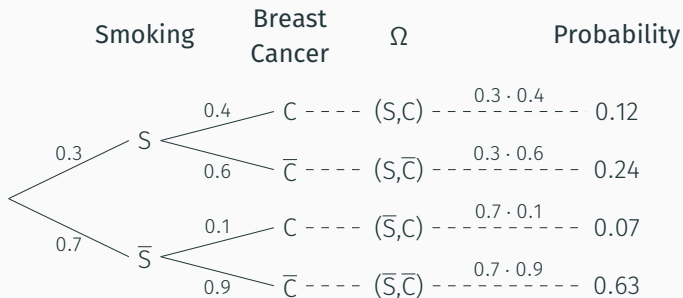 Smoking Breast Cancer Ω Probability
0.3 · 0.4
0.4 C (S,C) 0.12
S
0.3 0.3 · 0.6
0.6 C̅ (S,C̅) 0.24
0.7 · 0.1
0.7 0.1 C (S̅,C) 0.07
S̅
0.7 · 0.9
0.9 C̅ (S̅,C̅) 0.63